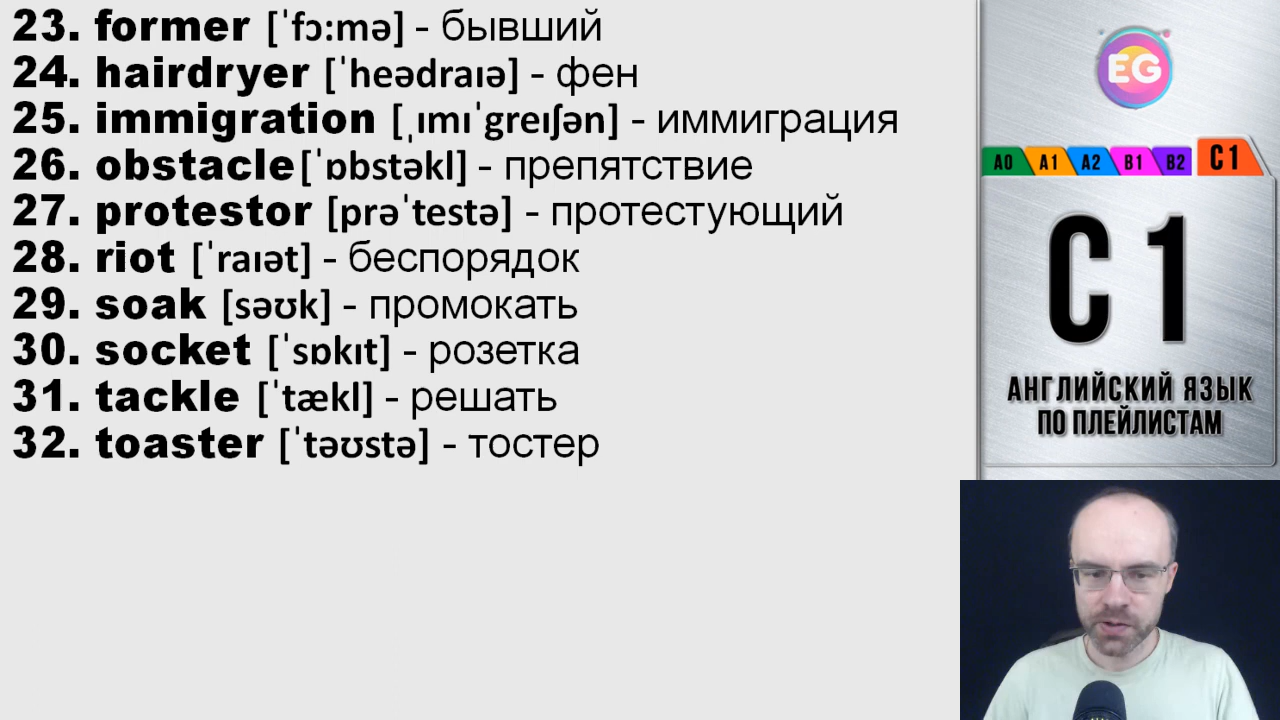 23. former [ˈfɔ:mə] - бывший
24. hairdryer [ˈheədraɪə] - фен
25. immigration [ˌɪmɪˈgreɪʃən] - иммиграция
26. obstacle[ˈɒbstəkl] - препятствие
27. protestor [prəˈtestə] - протестующий
28. riot [ˈraɪət] - беспорядок
29. soak [səʊk] - промокать
30. socket [ˈsɒkɪt] - розетка
31. tackle [ˈtækl] - решать
32. toaster [ˈtəʊstə] - тостер
EG
A0 A1 A2 B1 B2 C1
C1
АНГЛИЙСКИЙ ЯЗЫК
ПО ПЛЕЙЛИСТАМ